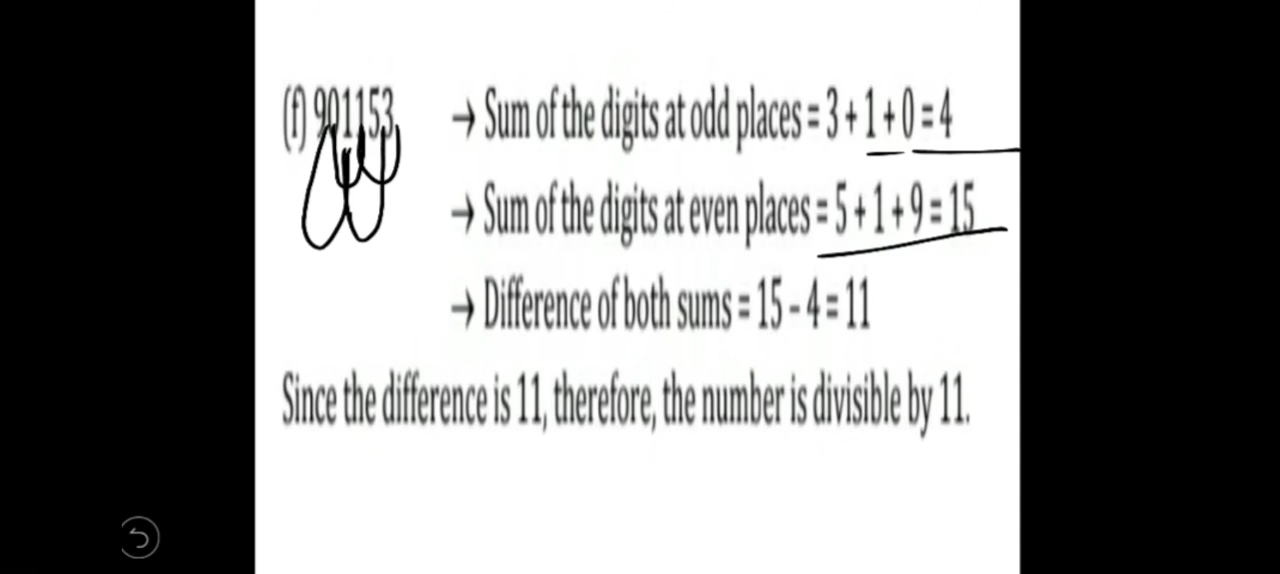 (f) 901153 → Sum of the digits at odd places = 3 + 1 + 0 = 4
→ Sum of the digits at even places = 5 + 1 + 9 = 15
→ Difference of both sums = 15 - 4 = 11
Since the difference is 11, therefore, the number is divisible by 11.